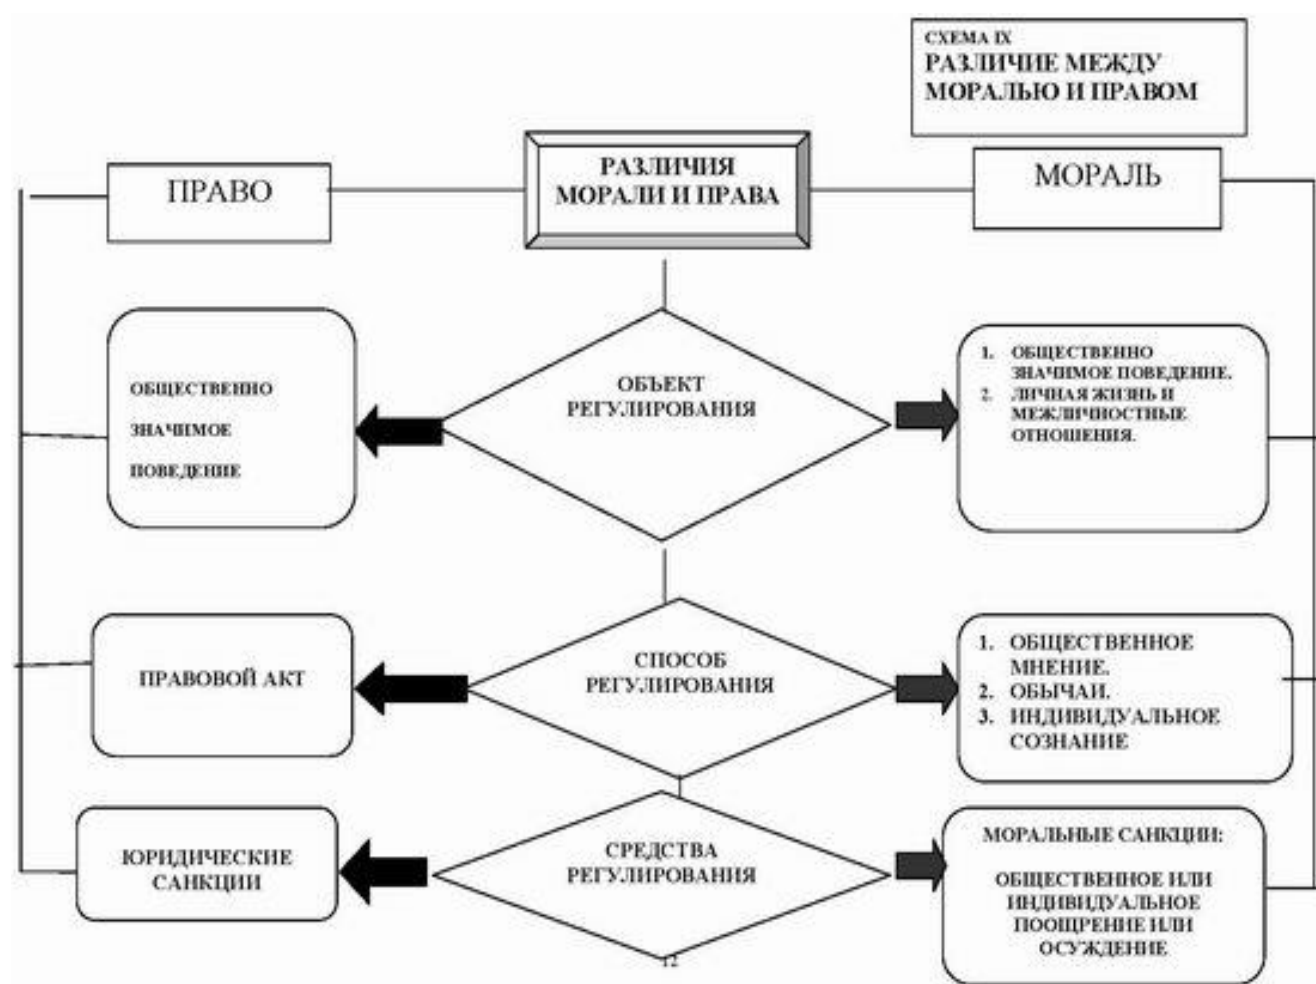 СХЕМА IX
РАЗЛИЧИЕ МЕЖДУ
МОРАЛЬЮ И ПРАВОМ
ПРАВО
РАЗЛИЧИЯ
МОРАЛИ И ПРАВА
МОРАЛЬ
ОБЩЕСТВЕННО
ЗНАЧИМОЕ
ПОВЕДЕНИЕ
ОБЪЕКТ
РЕГУЛИРОВАНИЯ
1. ОБЩЕСТВЕННО
ЗНАЧИМОЕ ПОВЕДЕНИЕ.
2. ЛИЧНАЯ ЖИЗНЬ И
МЕЖЛИЧНОСТНЫЕ
ОТНОШЕНИЯ.
ПРАВОВОЙ АКТ
СПОСОБ
РЕГУЛИРОВАНИЯ
1. ОБЩЕСТВЕННОЕ
МНЕНИЕ.
2. ОБЫЧАИ.
3. ИНДИВИДУАЛЬНОЕ
СОЗНАНИЕ
ЮРИДИЧЕСКИЕ
САНКЦИИ
СРЕДСТВА
РЕГУЛИРОВАНИЯ
МОРАЛЬНЫЕ САНКЦИИ:
ОБЩЕСТВЕННОЕ ИЛИ
ИНДИВИДУАЛЬНОЕ
ПООЩРЕНИЕ ИЛИ
ОСУЖДЕНИЕ
12